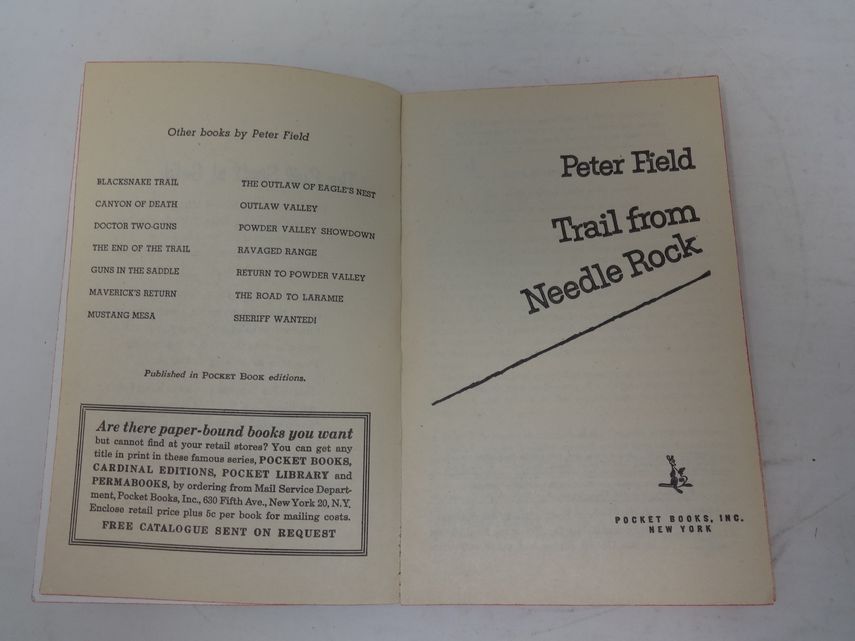 Other books by Peter Field
BLACKSNAKE TRAIL
CANYON OF DEATH
DOCTOR TWO-GUNS
THE END OF THE TRAIL
GUNS IN THE SADDLE
MAVERICK'S RETURN
MUSTANG MESA
THE OUTLAW OF EAGLE'S NEST
OUTLAW VALLEY
POWDER VALLEY SHOWDOWN
RAVAGED RANGE
RETURN TO POWDER VALLEY
THE ROAD TO LARAMIE
SHERIFF WANTED!
Published in POCKET BOOK editions.
Are there paper-bound books you want
but cannot find at your retail stores? You can get any
title in print in these famous series, POCKET BOOKS,
CARDINAL EDITIONS, POCKET LIBRARY and
PERMABOOKS, by ordering from Mail Service Depart-
ment, Pocket Books, Inc., 630 Fifth Ave., New York 20, N.Y.
Enclose retail price plus 5c per book for mailing costs.
FREE CATALOGUE SENT ON REQUEST
Peter Field
Trail from
Needle Rock
POCKET BOOKS, INC.
NEW YORK